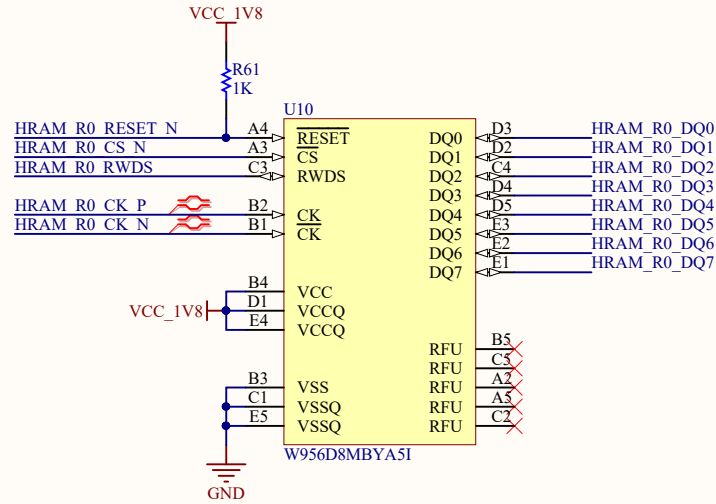 VCC_1V8
R61
1K
U10
HRAM_R0_RESET_N A4 RESET DQ0 D3 HRAM_R0_DQ0
HRAM_R0_CS_N A3 CS DQ1 D2 HRAM_R0_DQ1
HRAM_R0_RWDS C3 RWDS DQ2 C4 HRAM_R0_DQ2
DQ3 D4 HRAM_R0_DQ3
HRAM_R0_CK_P B2 CK DQ4 D5 HRAM_R0_DQ4
HRAM_R0_CK_N B1 CK DQ5 E3 HRAM_R0_DQ5
DQ6 E2 HRAM_R0_DQ6
DQ7 E1 HRAM_R0_DQ7
B4 VCC
VCC_1V8 D1 VCCQ
E4 VCCQ
RFU B5
RFU C5
B3 VSS RFU A2
C1 VSSQ RFU A5
E5 VSSQ RFU C2
W956D8MBYA5I
GND